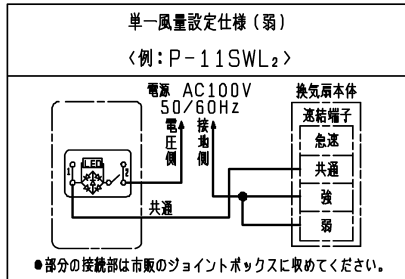 単一風量設定仕様（弱）
〈例：P-11SWL₂〉
電源 AC100V
50/60Hz
電圧側
接地側
換気扇本体
速結端子
急速
共通
強
弱
LED
1
2
共通
●部分の接続部は市販のジョイントボックスに収めてください。